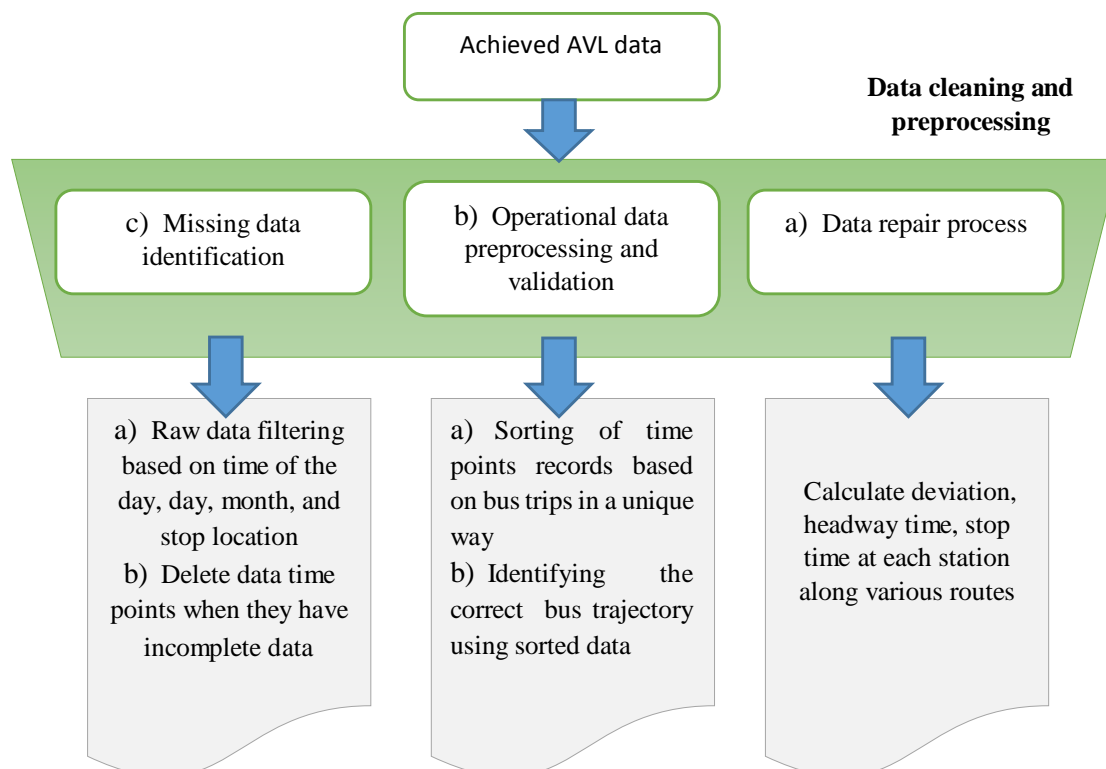 Achieved AVL data
Data cleaning and
preprocessing
c) Missing data
identification
b) Operational data
preprocessing and
validation
a) Data repair process
a) Raw data filtering
based on time of the
day, day, month, and
stop location
b) Delete data time
points when they have
incomplete data
a) Sorting of time
points records based
on bus trips in a unique
way
b) Identifying the
correct bus trajectory
using sorted data
Calculate deviation,
headway time, stop
time at each station
along various routes